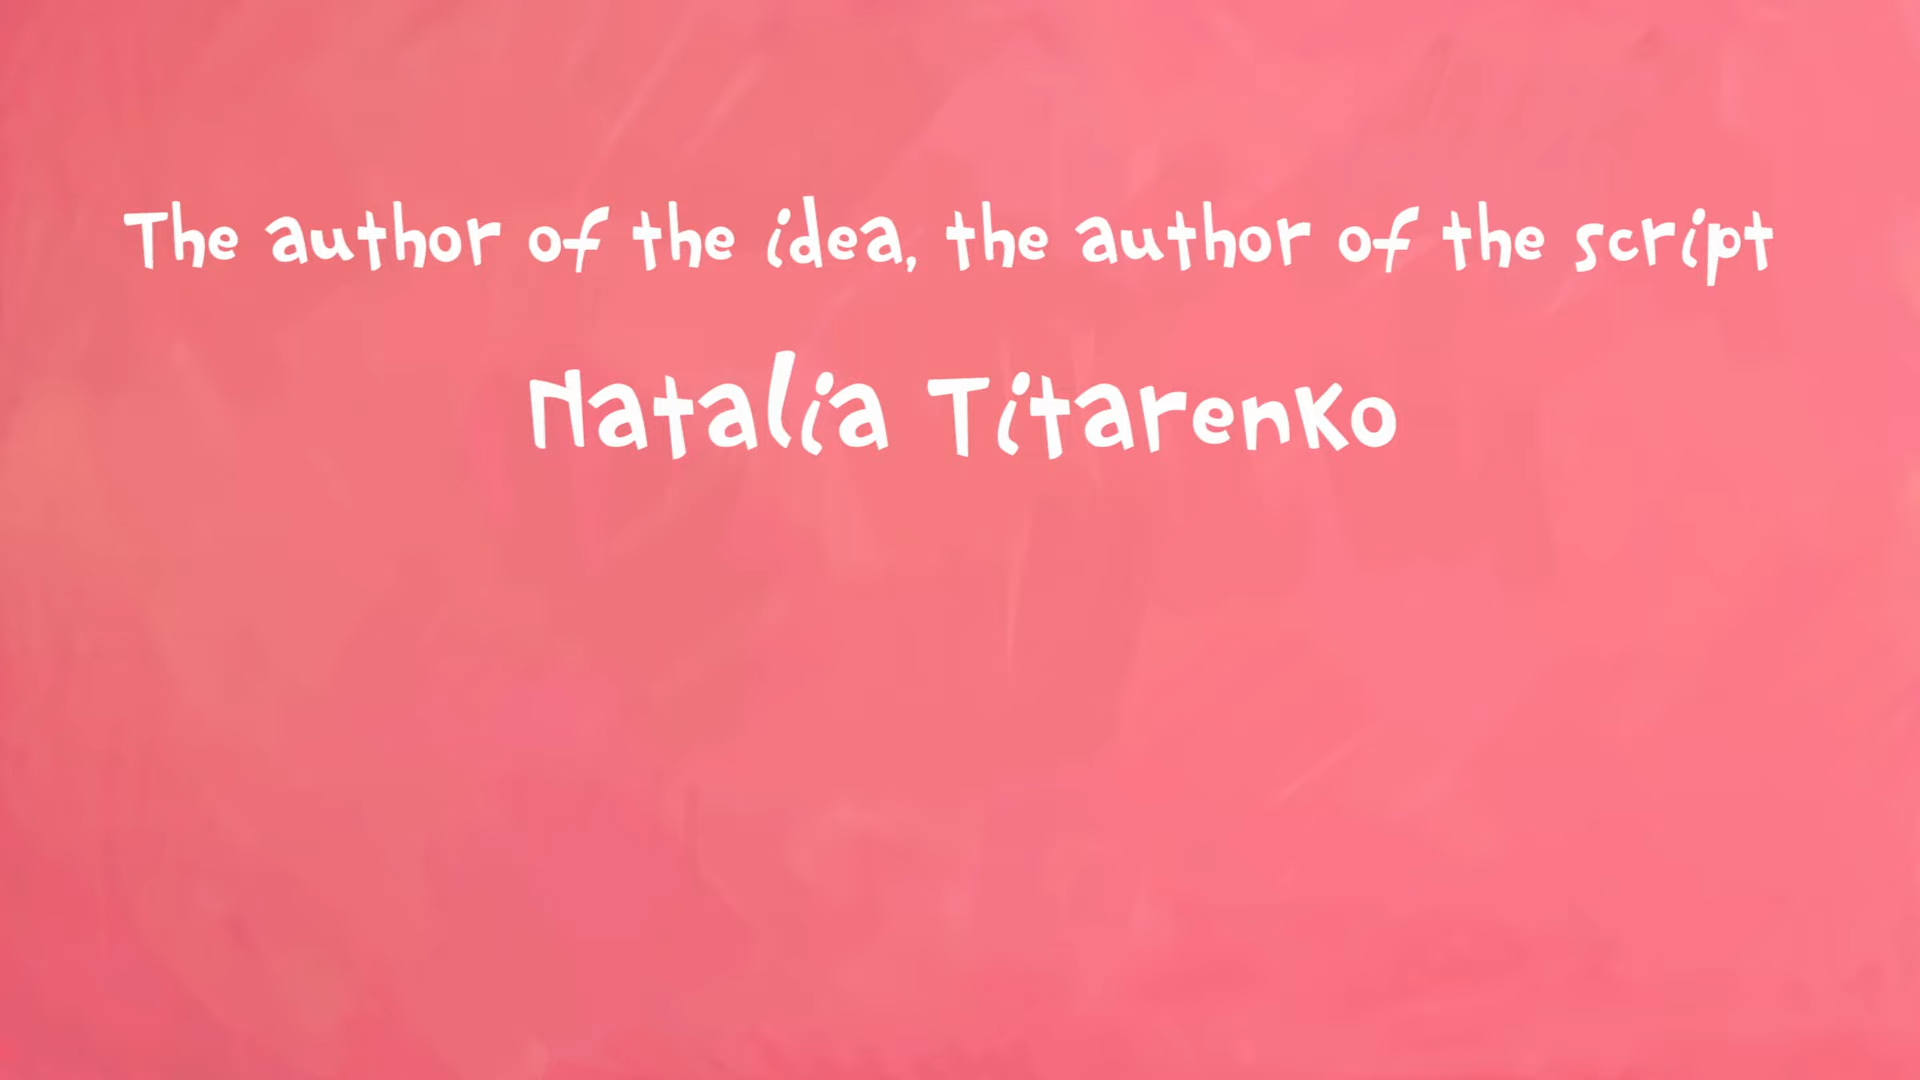 The author of the idea, the author of the script
Natalia Titarenko